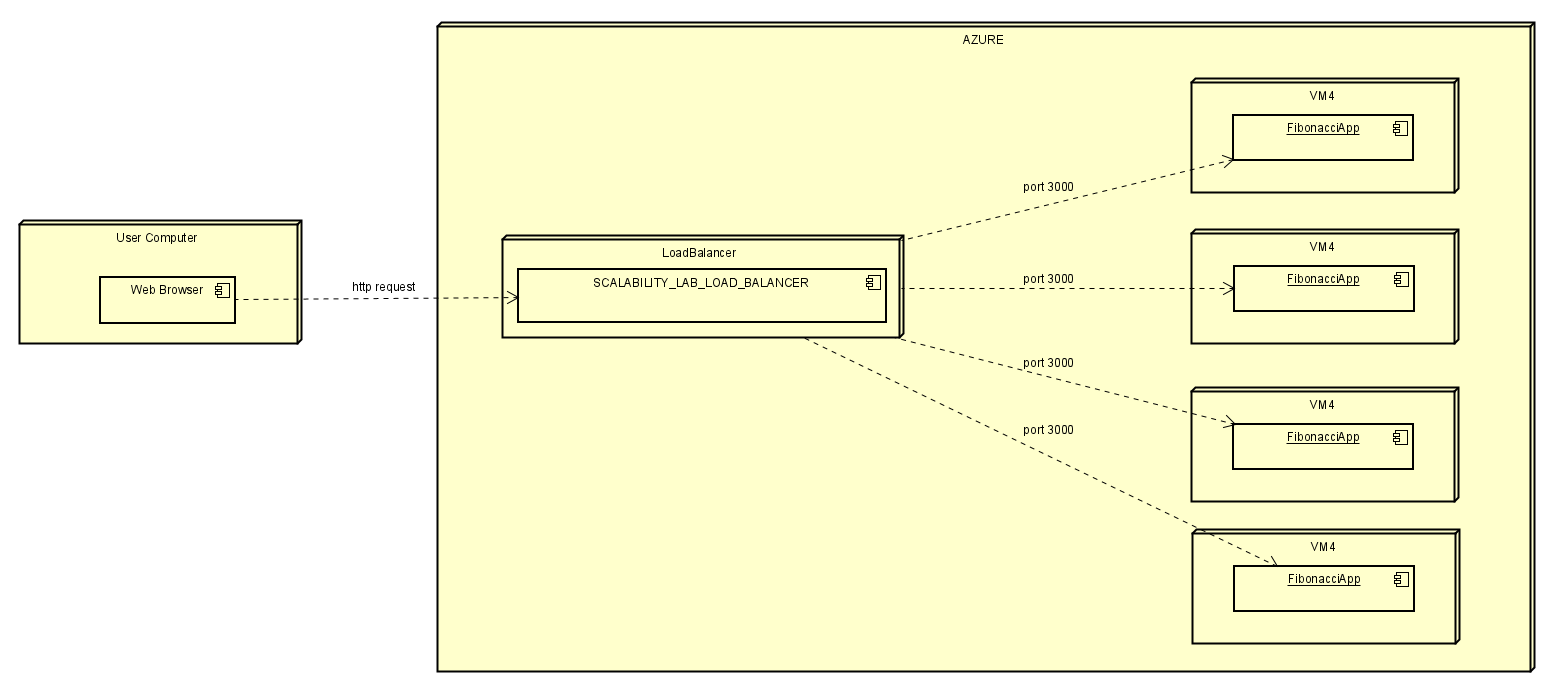 AZURE
User Computer
Web Browser
http request
LoadBalancer
SCALABILITY_LAB_LOAD_BALANCER
port 3000
VM4
FibonacciApp
port 3000
VM4
FibonacciApp
port 3000
VM4
FibonacciApp
port 3000
VM4
FibonacciApp